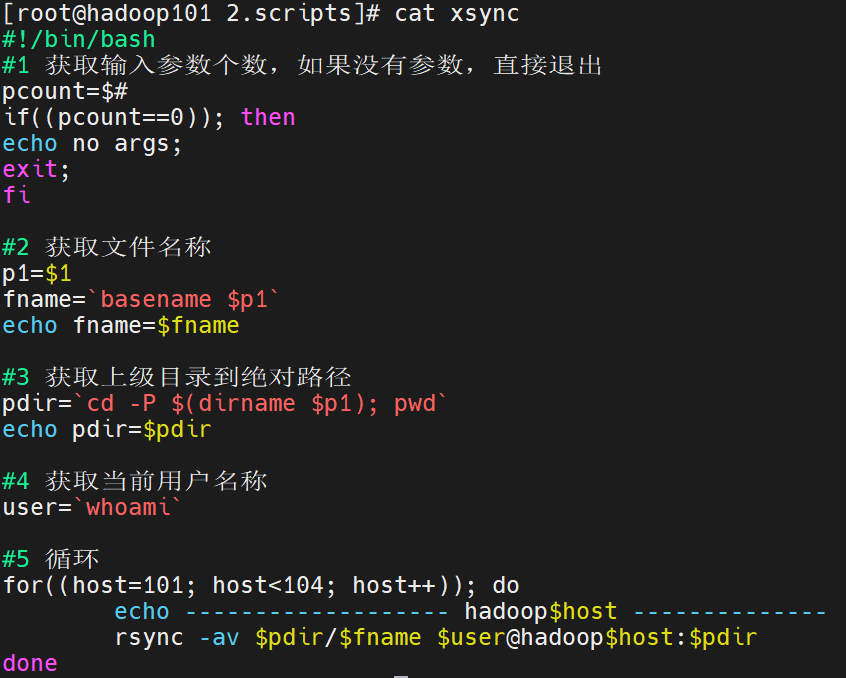 [root@hadoop101 2.scripts]# cat xsync
#!/bin/bash
#1 获取输入参数个数，如果没有参数，直接退出
pcount=$#
if((pcount==0)); then
echo no args;
exit;
fi

#2 获取文件名称
p1=$1
fname=`basename $p1`
echo fname=$fname

#3 获取上级目录到绝对路径
pdir=`cd -P $(dirname $p1); pwd`
echo pdir=$pdir

#4 获取当前用户名称
user=`whoami`

#5 循环
for((host=101; host<104; host++)); do
        echo ------------------- hadoop$host --------------
        rsync -av $pdir/$fname $user@hadoop$host:$pdir
done